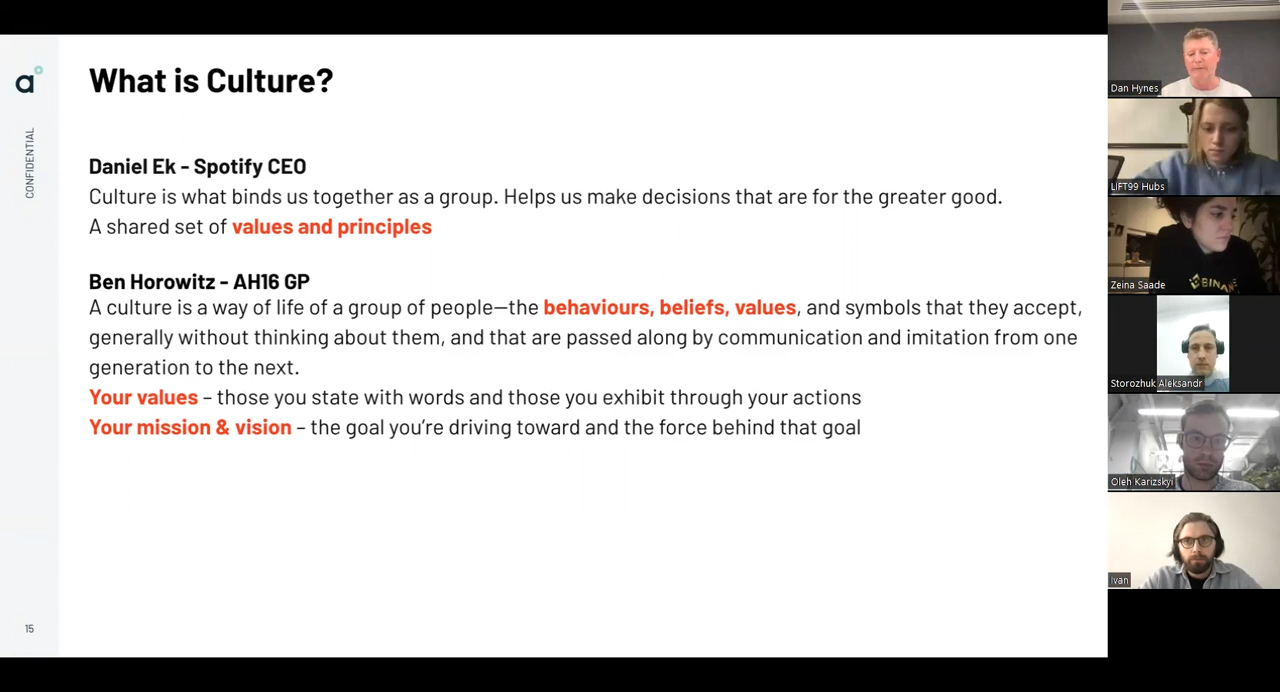 a
CONFIDENTIAL
What is Culture?
Daniel Ek - Spotify CEO
Culture is what binds us together as a group. Helps us make decisions that are for the greater good.
A shared set of values and principles
Ben Horowitz - AH16 GP
A culture is a way of life of a group of people—the behaviours, beliefs, values, and symbols that they accept,
generally without thinking about them, and that are passed along by communication and imitation from one
generation to the next.
Your values – those you state with words and those you exhibit through your actions
Your mission & vision – the goal you’re driving toward and the force behind that goal
15
Dan Hynes
LIFT99 Hubs
BINAN
Zeina Saade
Storozhuk Aleksandr
Oleh Karizskyi
Ivan